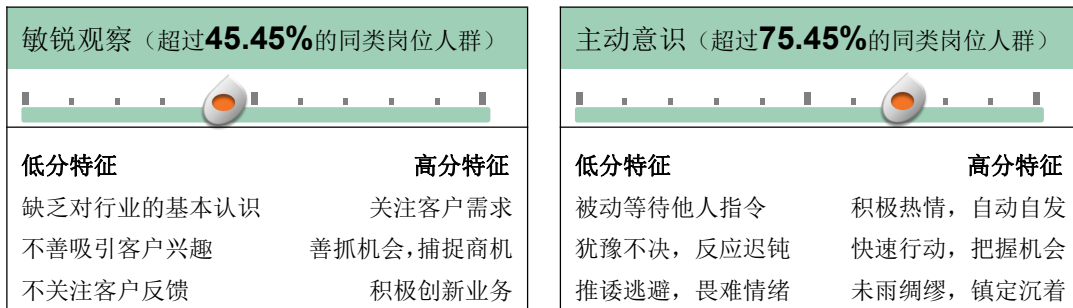 敏锐观察（超过45.45%的同类岗位人群）
低分特征 高分特征
缺乏对行业的基本认识 关注客户需求
不善吸引客户兴趣 善抓机会，捕捉商机
不关注客户反馈 积极创新业务
主动意识（超过75.45%的同类岗位人群）
低分特征 高分特征
被动等待他人指令 积极热情，自动自发
犹豫不决，反应迟钝 快速行动，把握机会
推诿逃避，畏难情绪 未雨绸缪，镇定沉着